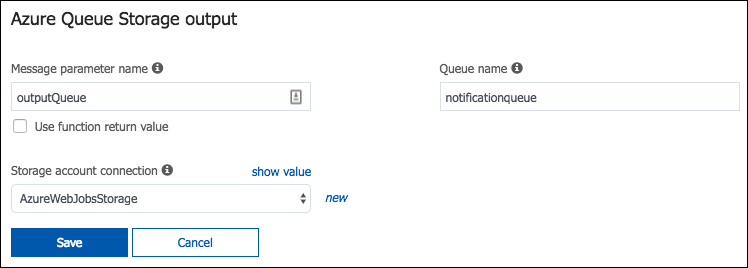 Azure Queue Storage output
Message parameter name
Queue name
outputQueue
notificationqueue
Use function return value
Storage account connection
show value
AzureWebJobsStorage
new
Save
Cancel